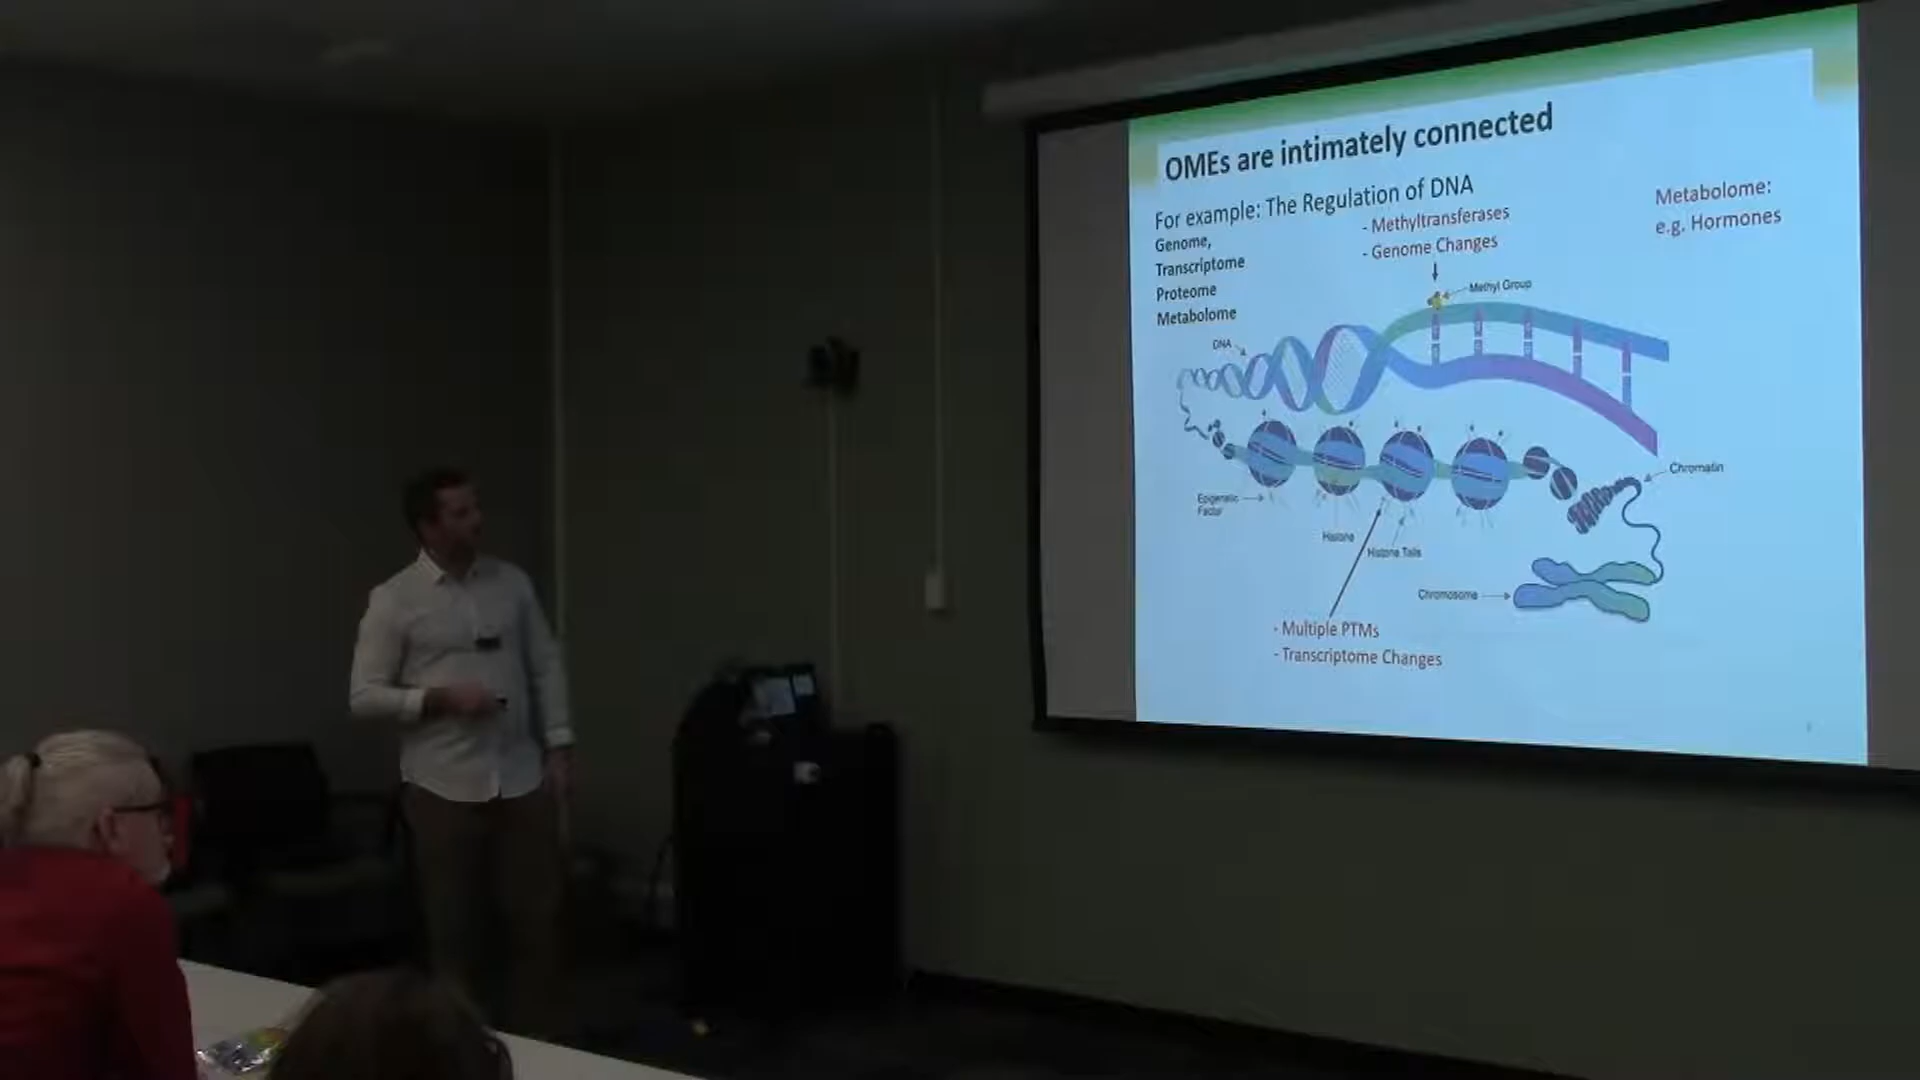 OMEs are intimately connected
For example: The Regulation of DNA
Genome,
Transcriptome
Proteome
Metabolome
- Methyltransferases
- Genome Changes
Metabolome:
e.g. Hormones
Methyl Group
DNA
Chromatin
Epigenetic
Factor
Histone
Histone Tails
Chromosome
- Multiple PTMs
- Transcriptome Changes